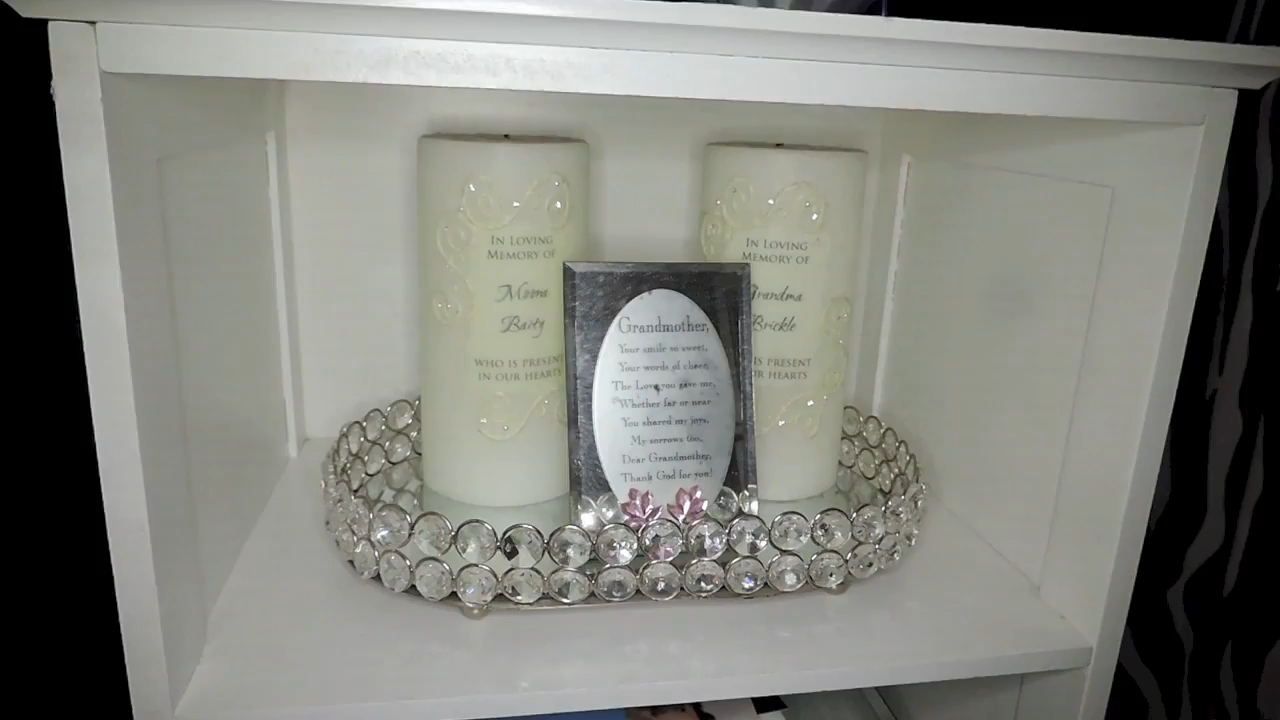 IN LOVING
MEMORY OF
Moona
Baity
WHO IS PRESENT
IN OUR HEARTS
IN LOVING
MEMORY OF
Grandma
Brickle
IS PRESENT
OUR HEARTS
Grandmother,
Your smile so sweet,
Your words of cheer,
The Love you gave me,
Whether far or near
You shared my joys,
My sorrows too,
Dear Grandmother,
Thank God for you!